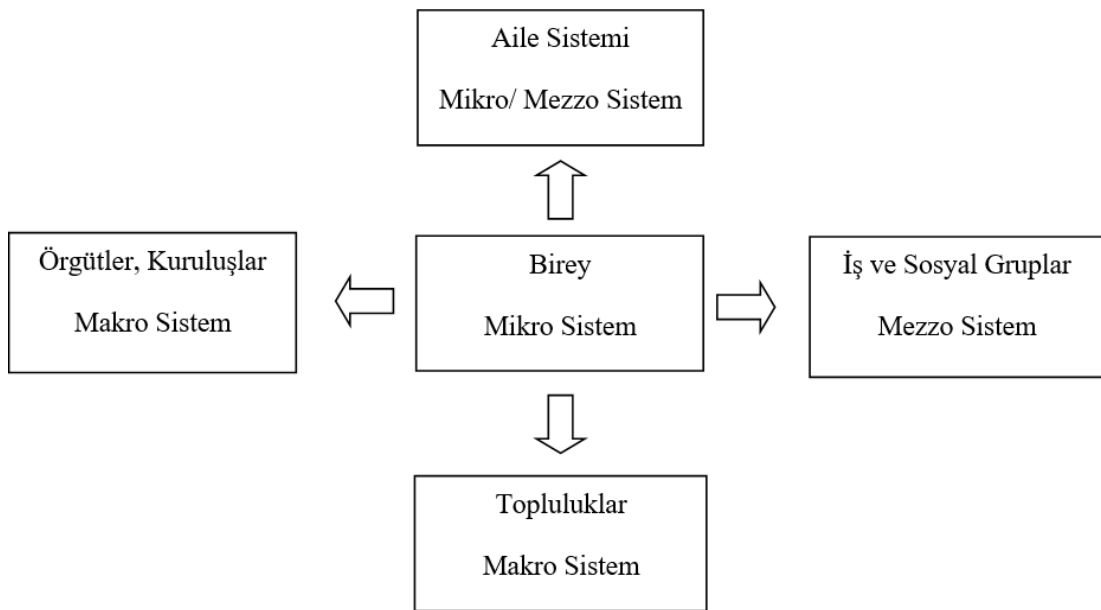 Aile Sistemi
Mikro/ Mezzo Sistem
Örgütler, Kuruluşlar
Makro Sistem
Birey
Mikro Sistem
İş ve Sosyal Gruplar
Mezzo Sistem
Topluluklar
Makro Sistem